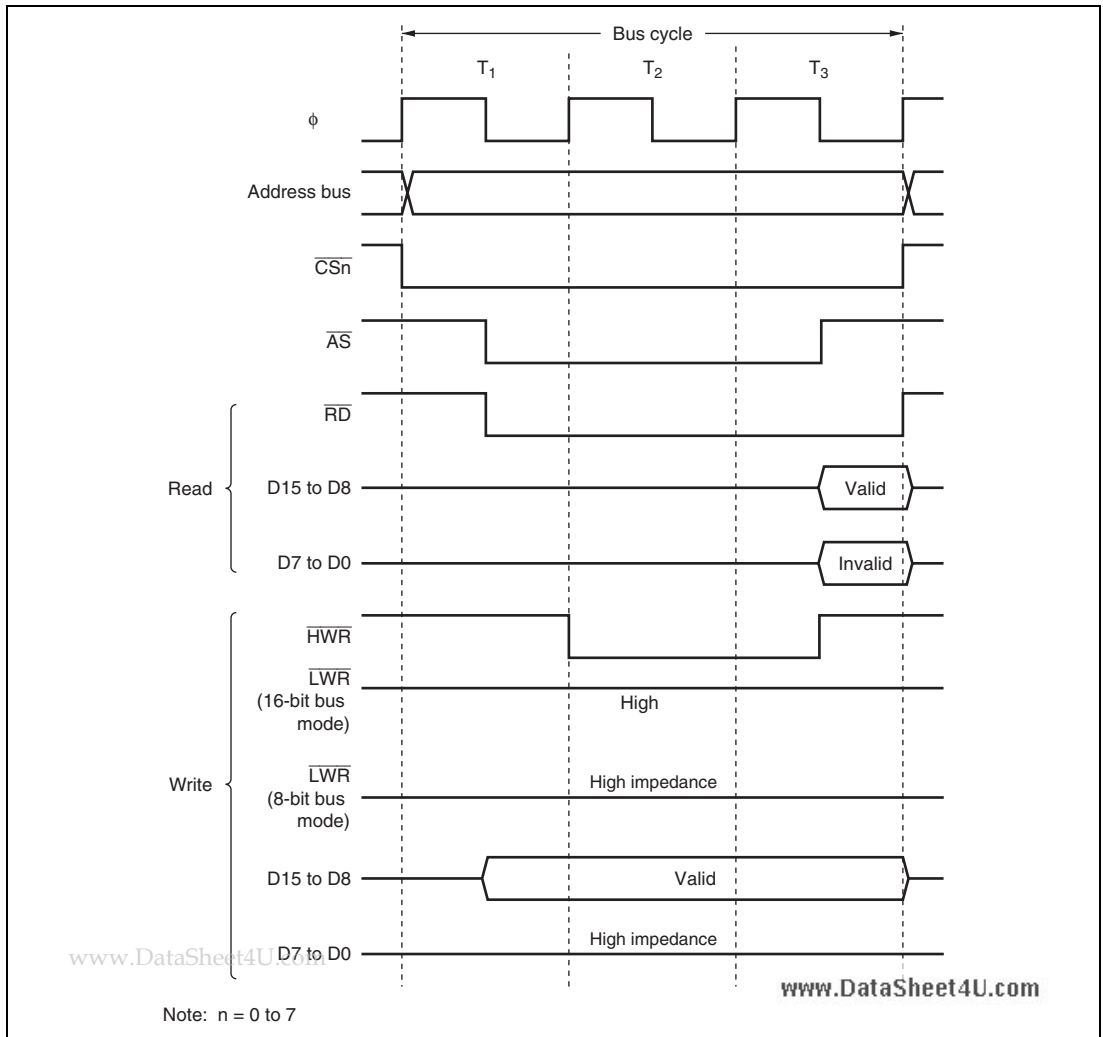 Bus cycle
T1 T2 T3
ϕ
Address bus
CSn
AS
RD
Read
D15 to D8 Valid
D7 to D0 Invalid
HWR
LWR
(16-bit bus
mode)
High
Write
LWR
(8-bit bus
mode)
High impedance
D15 to D8 Valid
D7 to D0 High impedance
www.DataSheet4U.com
www.DataSheet4U.com
Note: n = 0 to 7